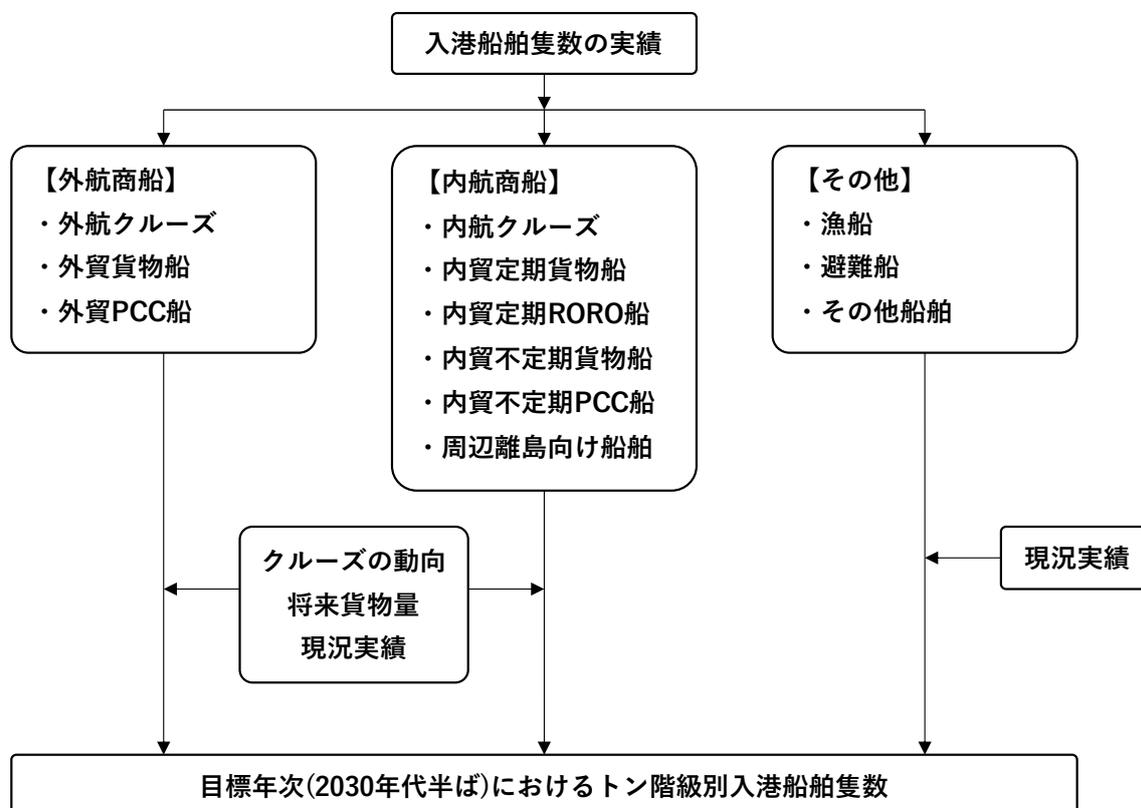 入港船舶隻数の実績
【外航商船】
・外航クルーズ
・外貿貨物船
・外貿PCC船
【内航商船】
・内航クルーズ
・内貿定期貨物船
・内貿定期RORO船
・内貿不定期貨物船
・内貿不定期PCC船
・周辺離島向け船舶
【その他】
・漁船
・避難船
・その他船舶
クルーズの動向
将来貨物量
現況実績
現況実績
目標年次(2030年代半ば)におけるトン階級別入港船舶隻数